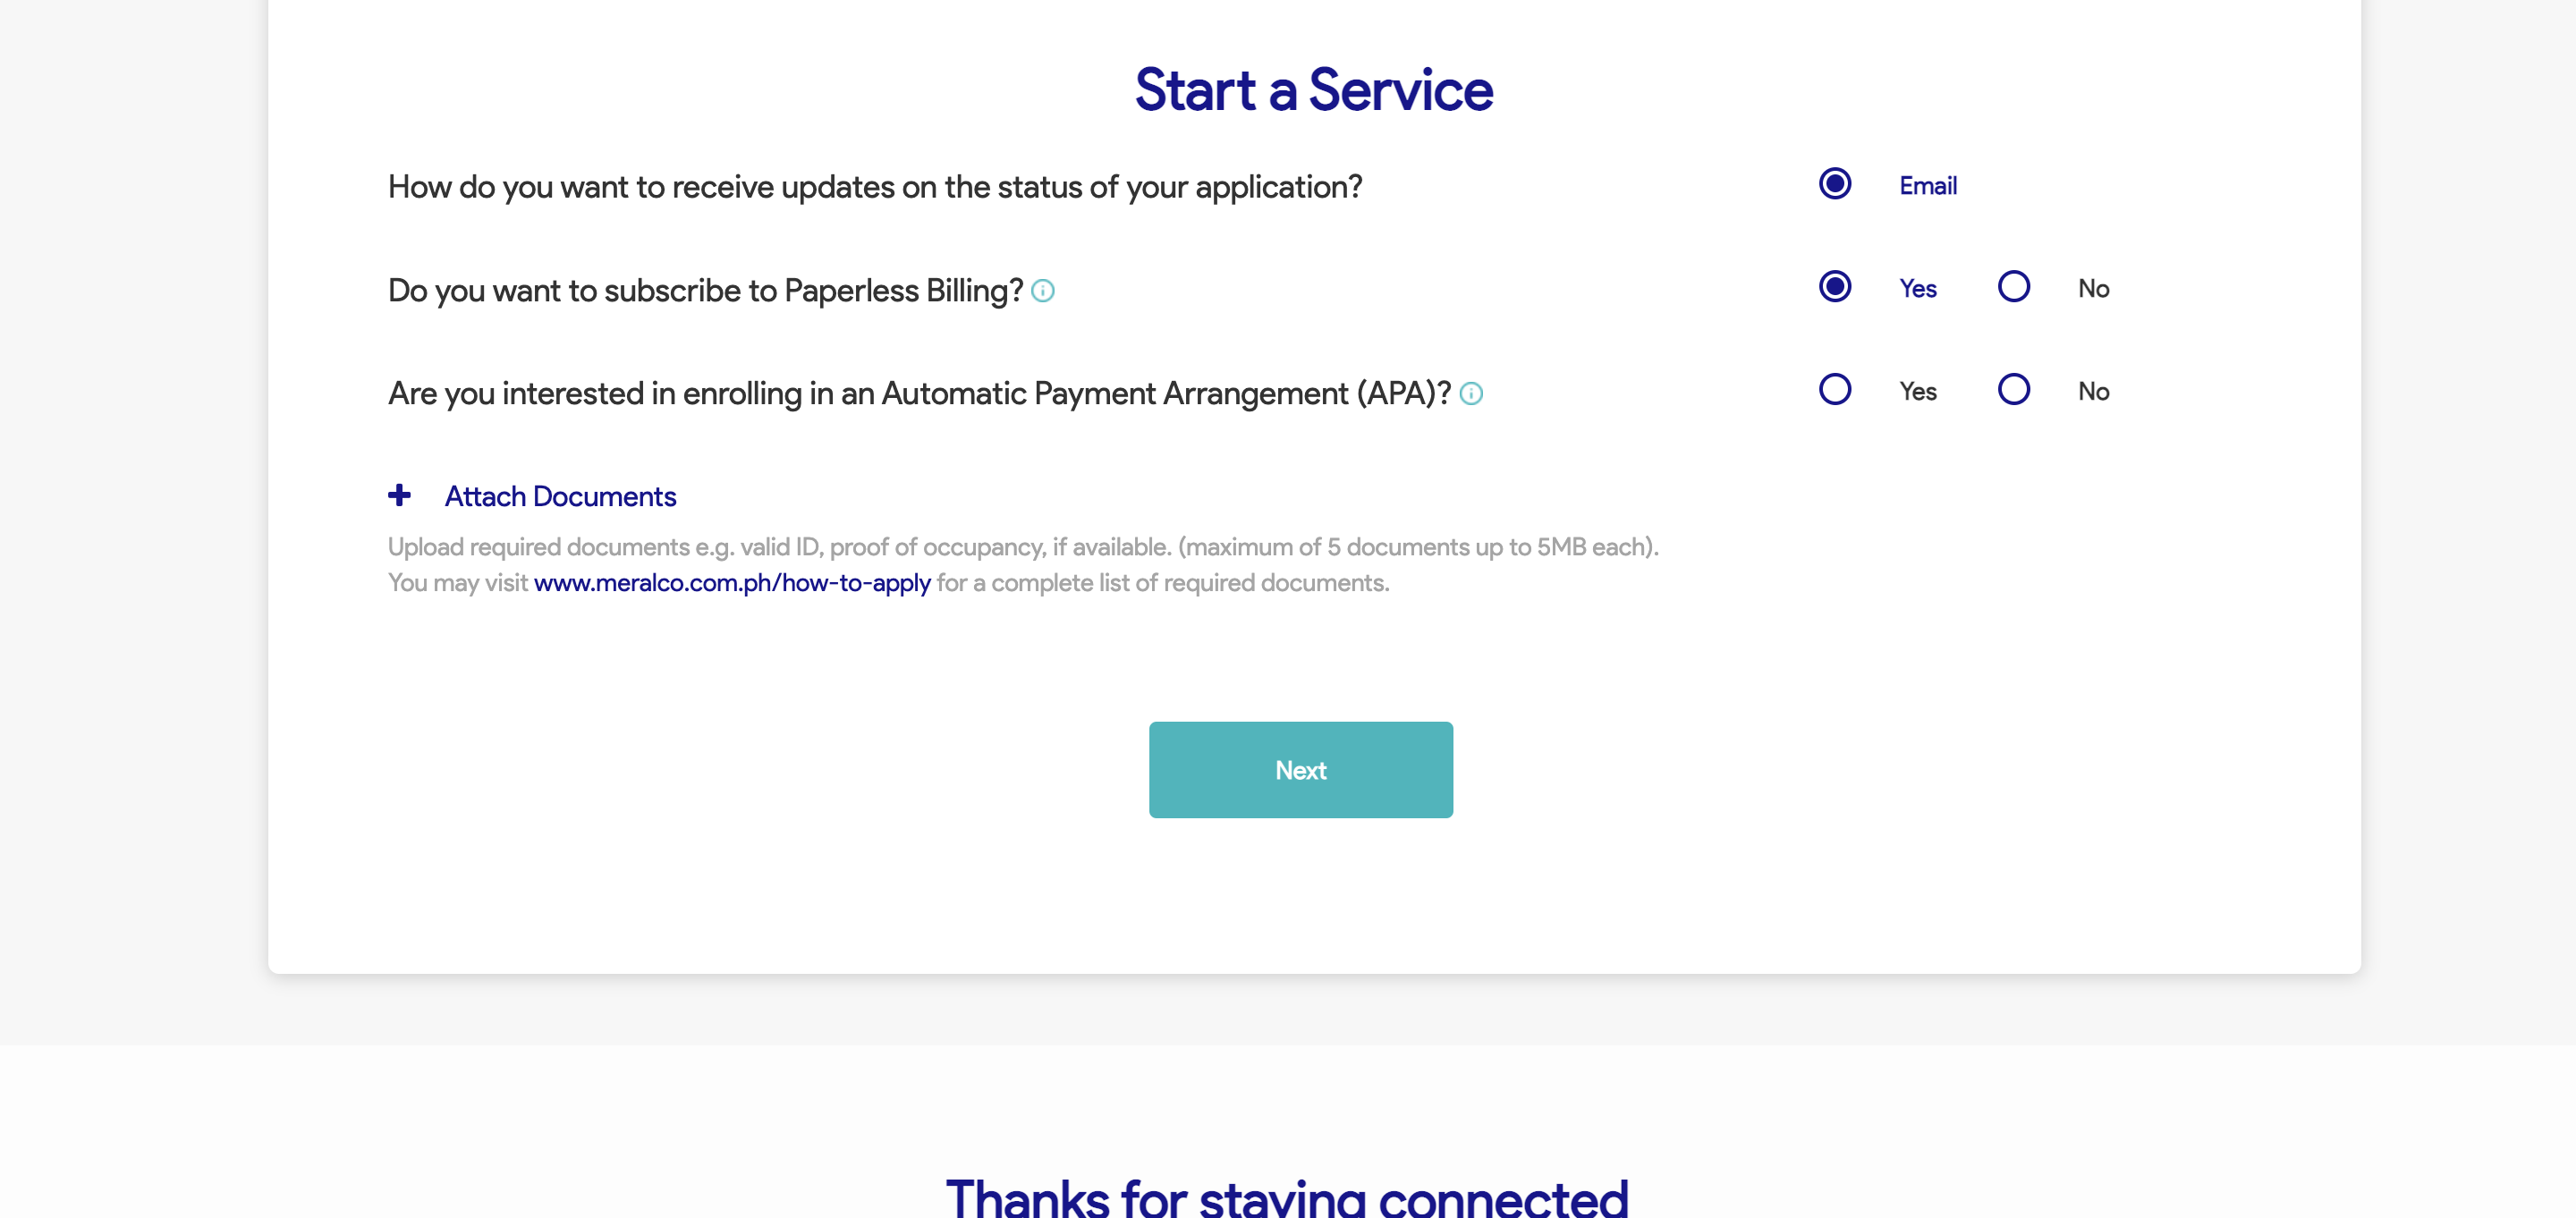 Start a Service
How do you want to receive updates on the status of your application?
Email
Do you want to subscribe to Paperless Billing?
Yes
No
Are you interested in enrolling in an Automatic Payment Arrangement (APA)?
Yes
No
Attach Documents
Upload required documents e.g. valid ID, proof of occupancy, if available. (maximum of 5 documents up to 5MB each).
You may visit www.meralco.com.ph/how-to-apply for a complete list of required documents.
Next
Thanks for staying connected